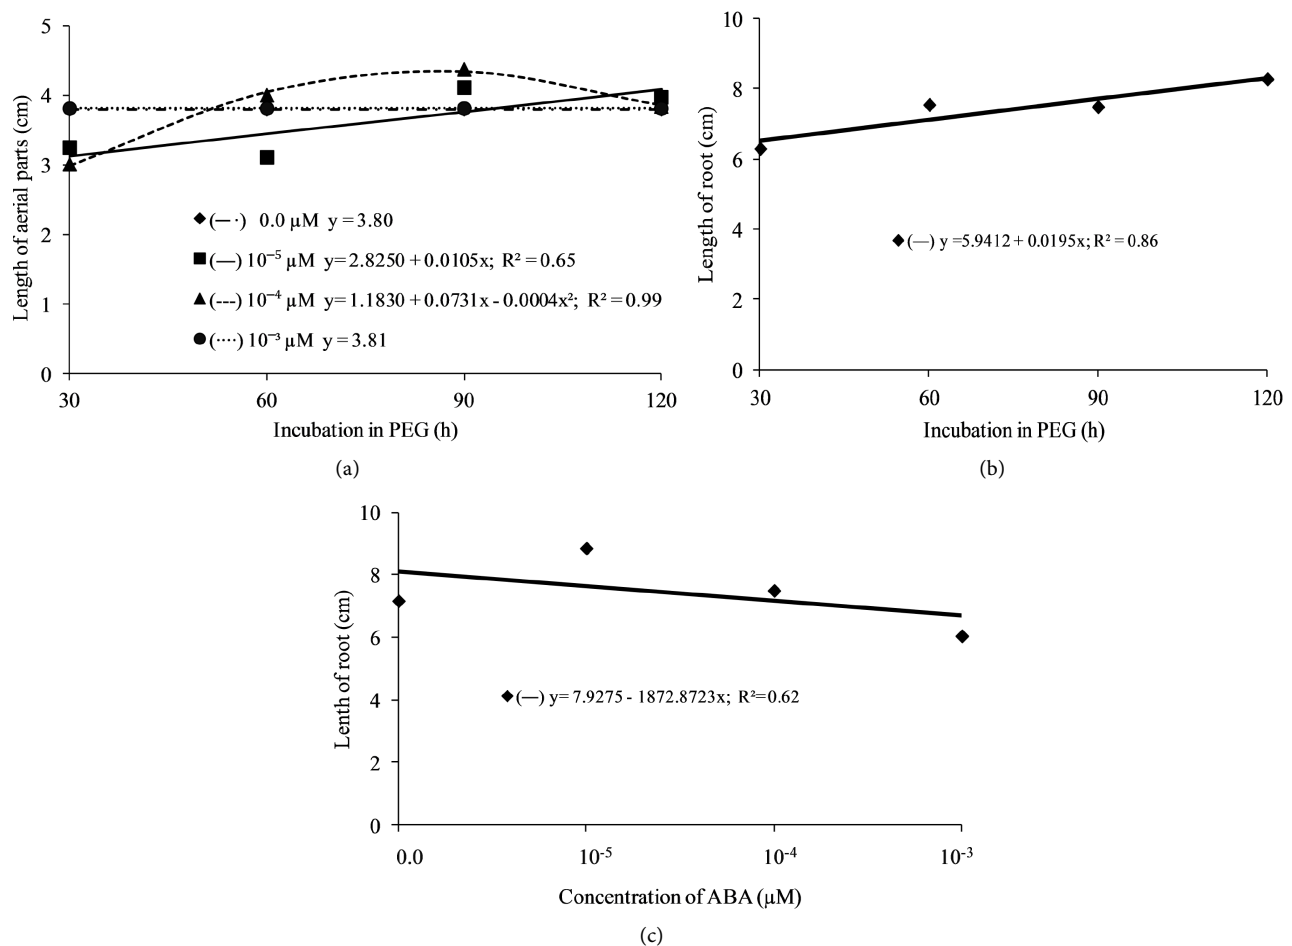 5
4
3
2
1
0
Length of aerial parts (cm)
(— ·) 0.0 µM y = 3.80
(—) 10⁻⁵ µM y = 2.8250 + 0.0105x; R² = 0.65
(---) 10⁻⁴ µM y = 1.1830 + 0.0731x - 0.0004x²; R² = 0.99
(····) 10⁻³ µM y = 3.81
30 60 90 120
Incubation in PEG (h)
(a)
10
8
6
4
2
0
Length of root (cm)
(—) y =5.9412 + 0.0195x; R² = 0.86
30 60 90 120
Incubation in PEG (h)
(b)
10
8
6
4
2
0
Lenth of root (cm)
(—) y= 7.9275 - 1872.8723x; R²=0.62
0.0 10⁻⁵ 10⁻⁴ 10⁻³
Concentration of ABA (µM)
(c)